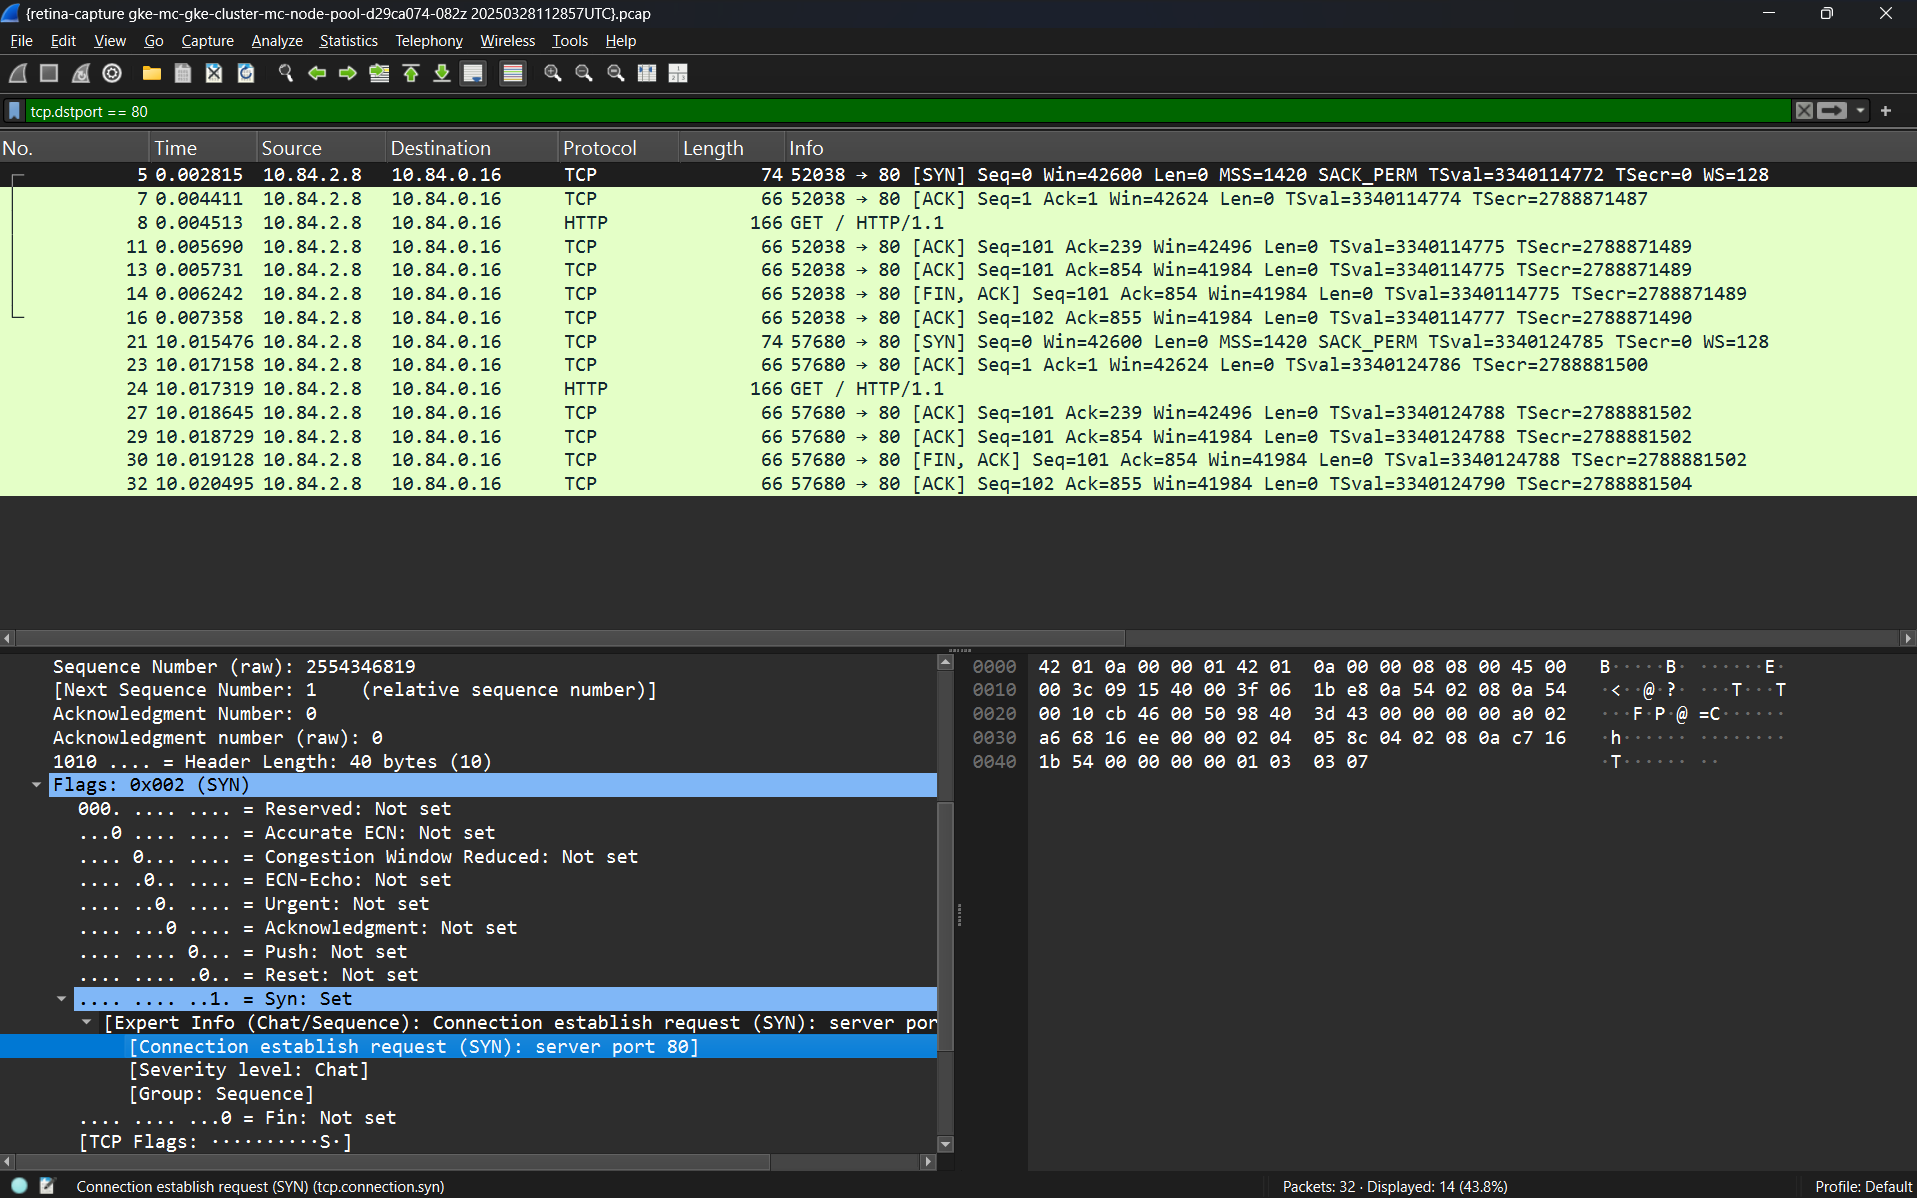 {retina-capture gke-mc-gke-cluster-mc-node-pool-d29ca074-082z 20250328112857UTC}.pcap
File Edit View Go Capture Analyze Statistics Telephony Wireless Tools Help
tcp.dstport == 80
No. Time Source Destination Protocol Length Info
5 0.002815 10.84.2.8 10.84.0.16 TCP 74 52038 → 80 [SYN] Seq=0 Win=42600 Len=0 MSS=1420 SACK_PERM TSval=3340114772 TSecr=0 WS=128
7 0.004411 10.84.2.8 10.84.0.16 TCP 66 52038 → 80 [ACK] Seq=1 Ack=1 Win=42624 Len=0 TSval=3340114774 TSecr=2788871487
8 0.004513 10.84.2.8 10.84.0.16 HTTP 166 GET / HTTP/1.1
11 0.005690 10.84.2.8 10.84.0.16 TCP 66 52038 → 80 [ACK] Seq=101 Ack=239 Win=42496 Len=0 TSval=3340114775 TSecr=2788871489
13 0.005731 10.84.2.8 10.84.0.16 TCP 66 52038 → 80 [ACK] Seq=101 Ack=854 Win=41984 Len=0 TSval=3340114775 TSecr=2788871489
14 0.006242 10.84.2.8 10.84.0.16 TCP 66 52038 → 80 [FIN, ACK] Seq=101 Ack=854 Win=41984 Len=0 TSval=3340114775 TSecr=2788871489
16 0.007358 10.84.2.8 10.84.0.16 TCP 66 52038 → 80 [ACK] Seq=102 Ack=855 Win=41984 Len=0 TSval=3340114777 TSecr=2788871490
21 10.015476 10.84.2.8 10.84.0.16 TCP 74 57680 → 80 [SYN] Seq=0 Win=42600 Len=0 MSS=1420 SACK_PERM TSval=3340124785 TSecr=0 WS=128
23 10.017158 10.84.2.8 10.84.0.16 TCP 66 57680 → 80 [ACK] Seq=1 Ack=1 Win=42624 Len=0 TSval=3340124786 TSecr=2788881500
24 10.017319 10.84.2.8 10.84.0.16 HTTP 166 GET / HTTP/1.1
27 10.018645 10.84.2.8 10.84.0.16 TCP 66 57680 → 80 [ACK] Seq=101 Ack=239 Win=42496 Len=0 TSval=3340124788 TSecr=2788881502
29 10.018729 10.84.2.8 10.84.0.16 TCP 66 57680 → 80 [ACK] Seq=101 Ack=854 Win=41984 Len=0 TSval=3340124788 TSecr=2788881502
30 10.019128 10.84.2.8 10.84.0.16 TCP 66 57680 → 80 [FIN, ACK] Seq=101 Ack=854 Win=41984 Len=0 TSval=3340124788 TSecr=2788881502
32 10.020495 10.84.2.8 10.84.0.16 TCP 66 57680 → 80 [ACK] Seq=102 Ack=855 Win=41984 Len=0 TSval=3340124790 TSecr=2788881504
Sequence Number (raw): 2554346819
[Next Sequence Number: 1 (relative sequence number)]
Acknowledgment Number: 0
Acknowledgment number (raw): 0
1010 .... = Header Length: 40 bytes (10)
Flags: 0x002 (SYN)
000. .... .... = Reserved: Not set
...0 .... .... = Accurate ECN: Not set
.... 0... .... = Congestion Window Reduced: Not set
.... .0.. .... = ECN-Echo: Not set
.... ..0. .... = Urgent: Not set
.... ...0 .... = Acknowledgment: Not set
.... .... 0... = Push: Not set
.... .... .0.. = Reset: Not set
.... .... ..1. = Syn: Set
[Expert Info (Chat/Sequence): Connection establish request (SYN): server por
[Connection establish request (SYN): server port 80]
[Severity level: Chat]
[Group: Sequence]
.... .... ...0 = Fin: Not set
[TCP Flags: ··········S·]
0000 42 01 0a 00 00 01 42 01 0a 00 00 08 08 00 45 00 B·····B· ······E·
0010 00 3c 09 15 40 00 3f 06 1b e8 0a 54 02 08 0a 54 ·<··@·?· ···T···T
0020 00 10 cb 46 00 50 98 40 3d 43 00 00 00 00 a0 02 ···F·P·@ =C······
0030 a6 68 16 ee 00 00 02 04 05 8c 04 02 08 0a c7 16 ·h······ ········
0040 1b 54 00 00 00 00 01 03 03 07 ·T······ ··
Connection establish request (SYN) (tcp.connection.syn)
Packets: 32 · Displayed: 14 (43.8%)
Profile: Default